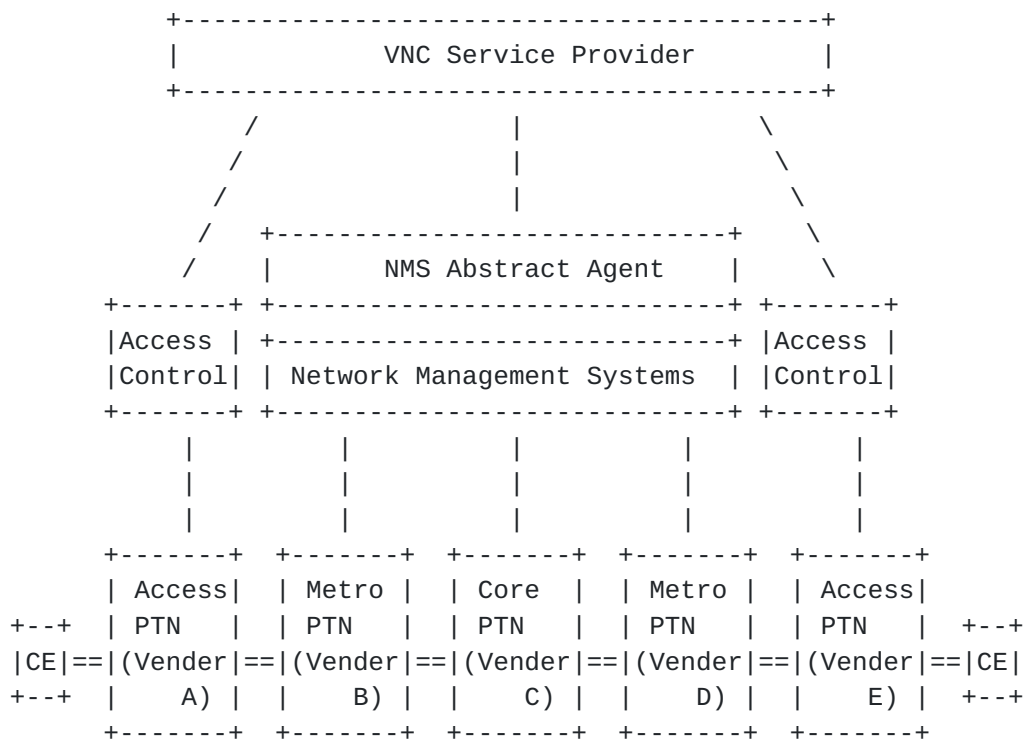 VNC Service Provider
NMS Abstract Agent
|Access | |Access |
|Control| | Network Management Systems | |Control|
| Access| | Metro | | Core | | Metro | | Access|
| PTN | | PTN | | PTN | | PTN | | PTN |
|CE|==|(Vender|==|(Vender|==|(Vender|==|(Vender|==|(Vender|==|CE|
| A) | | B) | | C) | | D) | | E) |